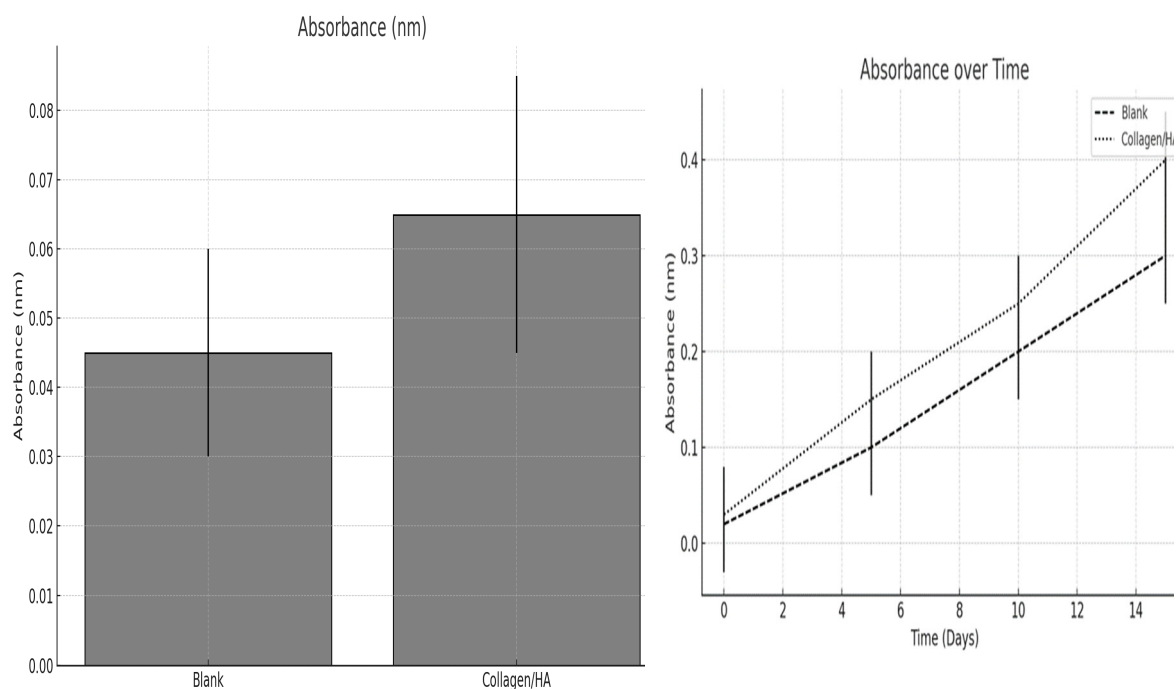 Absorbance (nm)
Absorbance (nm)
0.08
0.07
0.06
0.05
0.04
0.03
0.02
0.01
0.00
Blank
Collagen/HA
Absorbance over Time
Absorbance (nm)
Blank
Collagen/HA
0.4
0.3
0.2
0.1
0.0
0
2
4
6
8
10
12
14
Time (Days)